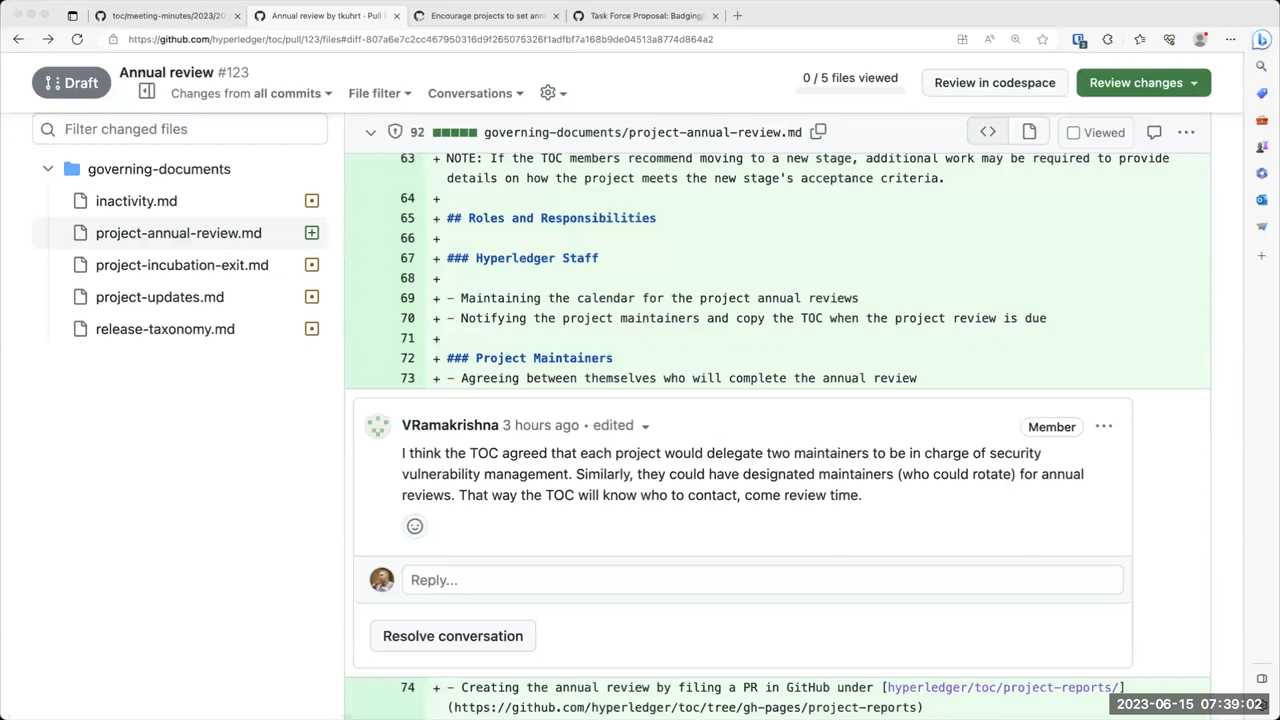 toc/meeting-minutes/2023/20
Annual review by tkuhrt - Pull
Encourage projects to set ann
Task Force Proposal: Badging/
https://github.com/hyperledger/toc/pull/123/files#diff-807a6e7c2cc467950316d9f265075326f1adfbf7a168b9de04513a8774d864a2
Draft
Annual review #123
Changes from all commits
File filter
Conversations
0 / 5 files viewed
Review in codespace
Review changes
Filter changed files
governing-documents
inactivity.md
project-annual-review.md
project-incubation-exit.md
project-updates.md
release-taxonomy.md
92 governing-documents/project-annual-review.md
Viewed
63 + NOTE: If the TOC members recommend moving to a new stage, additional work may be required to provide
details on how the project meets the new stage's acceptance criteria.
64 +
65 + ## Roles and Responsibilities
66 +
67 + ### Hyperledger Staff
68 +
69 + - Maintaining the calendar for the project annual reviews
70 + - Notifying the project maintainers and copy the TOC when the project review is due
71 +
72 + ### Project Maintainers
73 + - Agreeing between themselves who will complete the annual review
VRamakrishna 3 hours ago • edited
Member
I think the TOC agreed that each project would delegate two maintainers to be in charge of security
vulnerability management. Similarly, they could have designated maintainers (who could rotate) for annual
reviews. That way the TOC will know who to contact, come review time.
Reply...
Resolve conversation
74 + - Creating the annual review by filing a PR in GitHub under [hyperledger/toc/project-reports/]
(https://github.com/hyperledger/toc/tree/gh-pages/project-reports)
2023-06-15 07:39:02